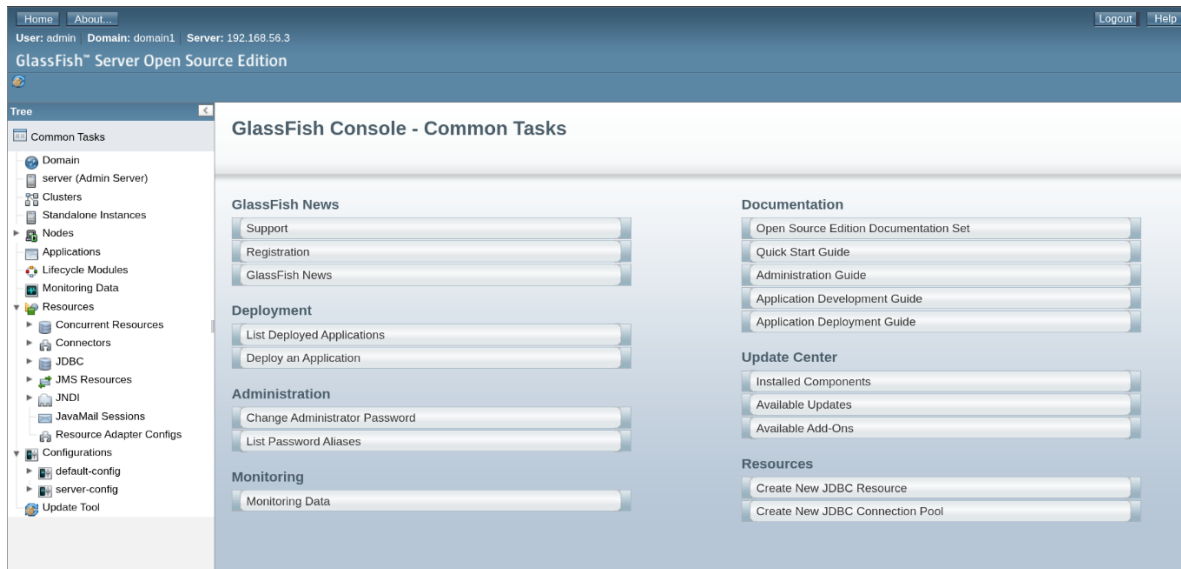 Home About...
Logout Help
User: admin Domain: domain1 Server: 192.168.56.3
GlassFish™ Server Open Source Edition
Tree
Common Tasks
Domain
server (Admin Server)
Clusters
Standalone Instances
Nodes
Applications
Lifecycle Modules
Monitoring Data
Resources
Concurrent Resources
Connectors
JDBC
JMS Resources
JNDI
JavaMail Sessions
Resource Adapter Configs
Configurations
default-config
server-config
Update Tool
GlassFish Console - Common Tasks
GlassFish News
Support
Registration
GlassFish News
Deployment
List Deployed Applications
Deploy an Application
Administration
Change Administrator Password
List Password Aliases
Monitoring
Monitoring Data
Documentation
Open Source Edition Documentation Set
Quick Start Guide
Administration Guide
Application Development Guide
Application Deployment Guide
Update Center
Installed Components
Available Updates
Available Add-Ons
Resources
Create New JDBC Resource
Create New JDBC Connection Pool